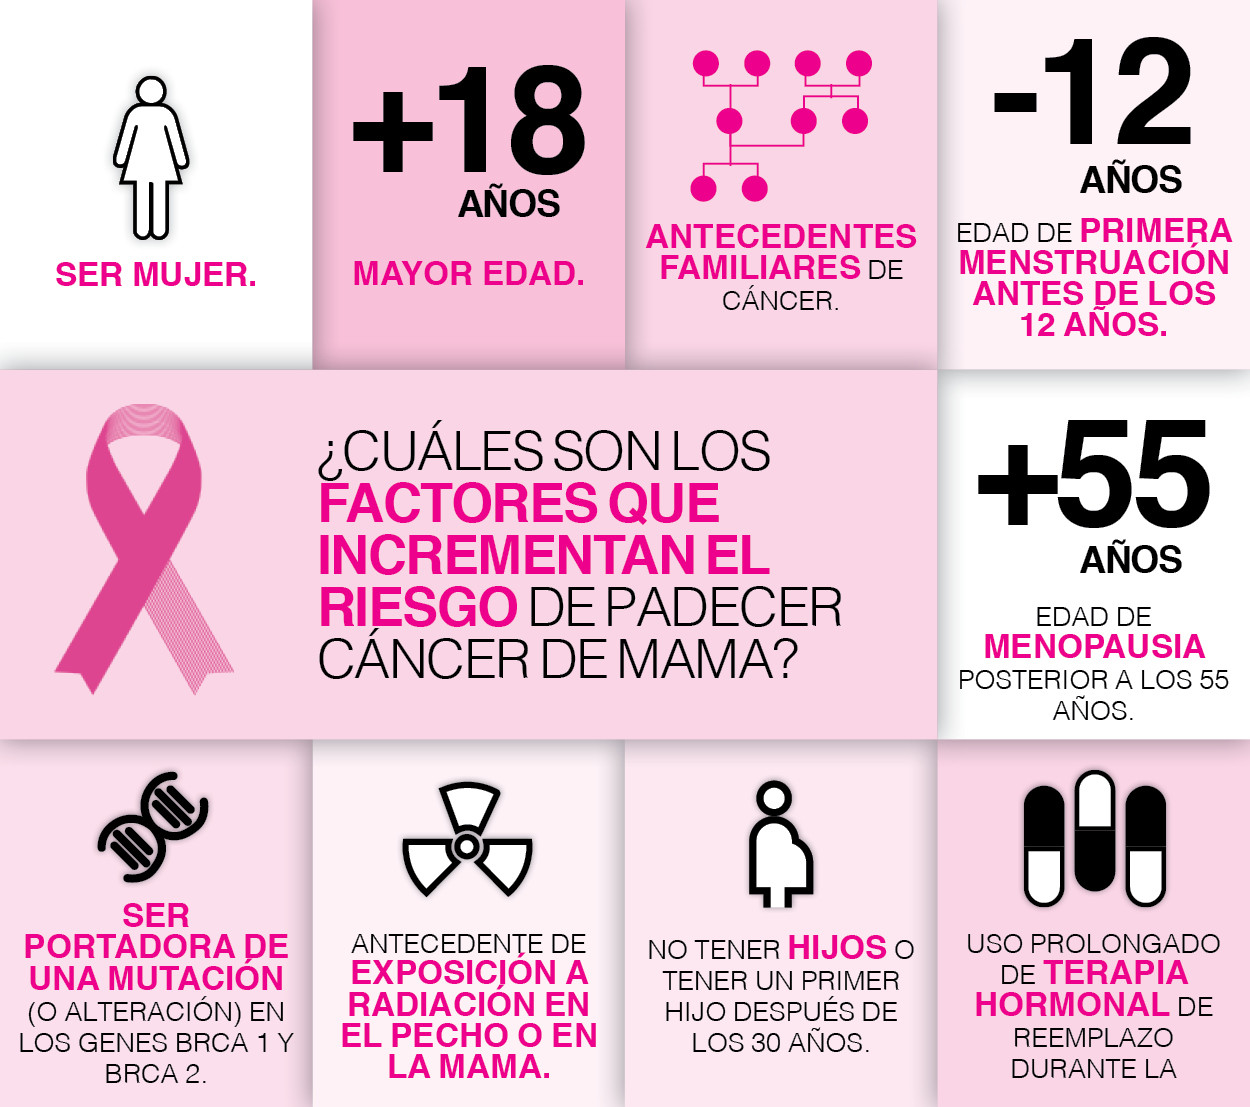 SER MUJER.
+18
AÑOS
MAYOR EDAD.
ANTECEDENTES
FAMILIARES DE
CÁNCER.
-12
AÑOS
EDAD DE PRIMERA
MENSTRUACIÓN
ANTES DE LOS
12 AÑOS.
¿CUÁLES SON LOS
FACTORES QUE
INCREMENTAN EL
RIESGO DE PADECER
CÁNCER DE MAMA?
+55
AÑOS
EDAD DE
MENOPAUSIA
POSTERIOR A LOS 55
AÑOS.
SER
PORTADORA DE
UNA MUTACIÓN
(O ALTERACIÓN) EN
LOS GENES BRCA 1 Y
BRCA 2.
ANTECEDENTE DE
EXPOSICIÓN A
RADIACIÓN EN
EL PECHO O EN
LA MAMA.
NO TENER HIJOS O
TENER UN PRIMER
HIJO DESPUÉS DE
LOS 30 AÑOS.
USO PROLONGADO
DE TERAPIA
HORMONAL DE
REEMPLAZO
DURANTE LA